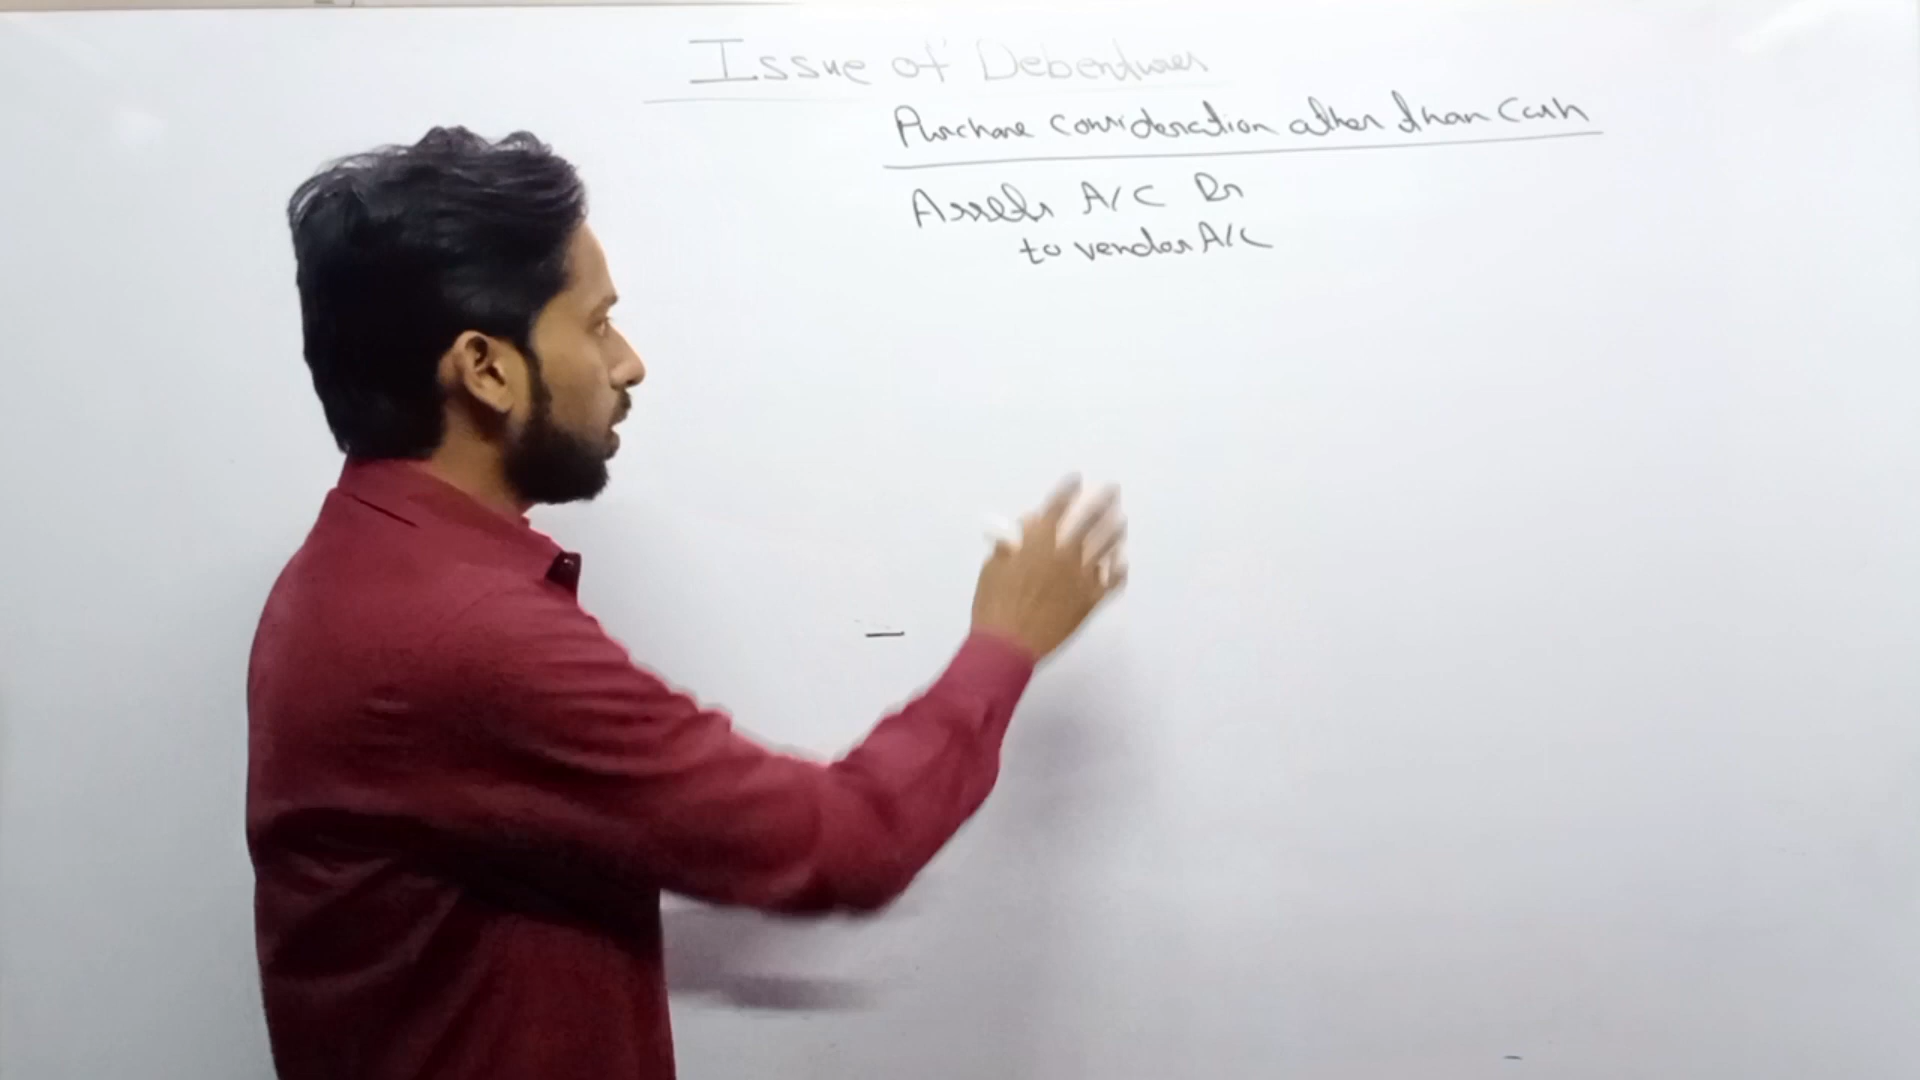 Issue of Debentures
Purchase consideration other than Cash
Assets A/C Dr
to vendor A/C